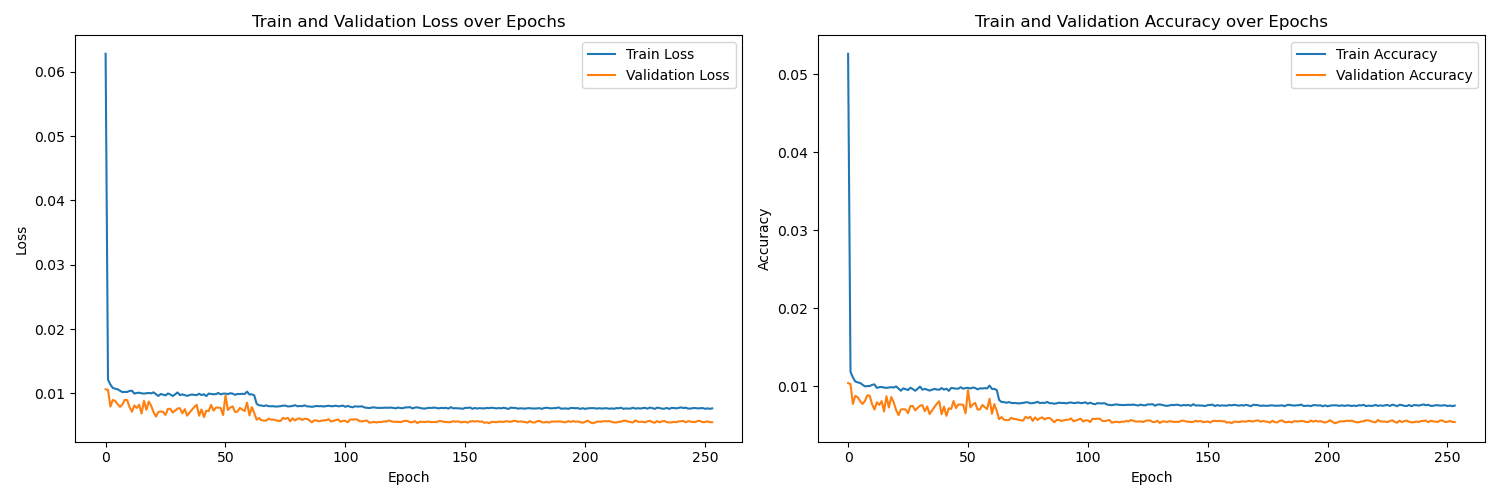 Train and Validation Loss over Epochs
Train Loss
Validation Loss
0.06
0.05
0.04
0.03
0.02
0.01
Loss
0
50
100
150
200
250
Epoch
Train and Validation Accuracy over Epochs
Train Accuracy
Validation Accuracy
0.05
0.04
0.03
0.02
0.01
Accuracy
0
50
100
150
200
250
Epoch